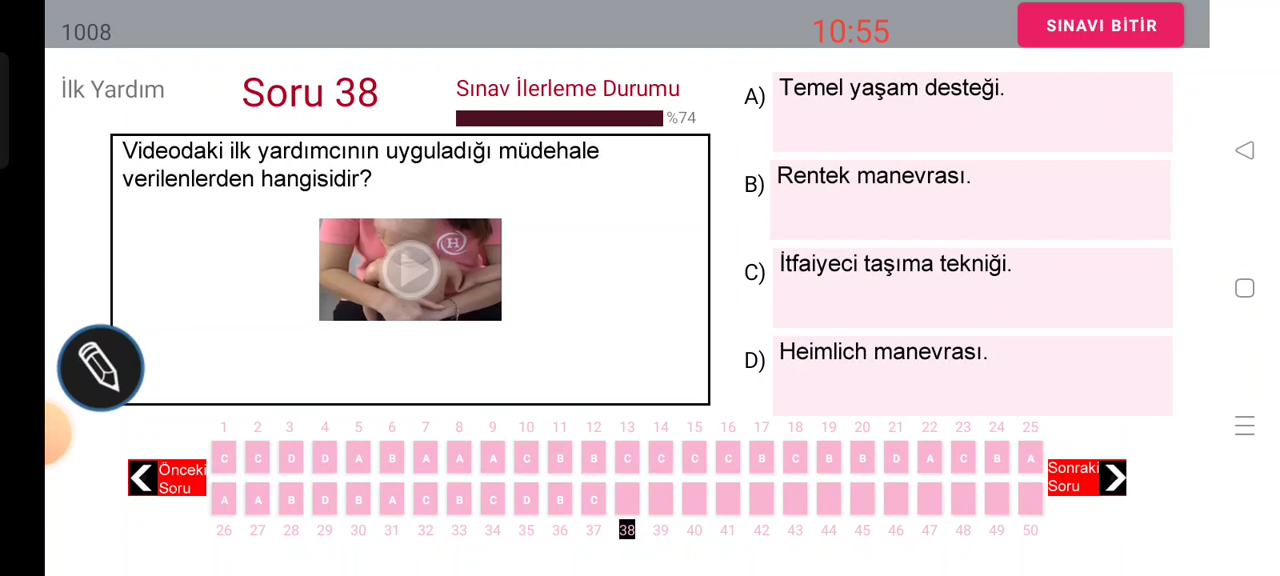 1008
10:55
SINAVI BİTİR
İlk Yardım
Soru 38
Sınav İlerleme Durumu
%74
Videodaki ilk yardımcının uyguladığı müdehale
verilenlerden hangisidir?
H
A) Temel yaşam desteği.
B) Rentek manevrası.
C) İtfaiyeci taşıma tekniği.
D) Heimlich manevrası.
1 2 3 4 5 6 7 8 9 10 11 12 13 14 15 16 17 18 19 20 21 22 23 24 25
C C D D A B A A A C B B C C C C B C B B D A C B A
Önceki
Soru
Sonraki
Soru
A A B D B A C B C D B C
26 27 28 29 30 31 32 33 34 35 36 37 38 39 40 41 42 43 44 45 46 47 48 49 50